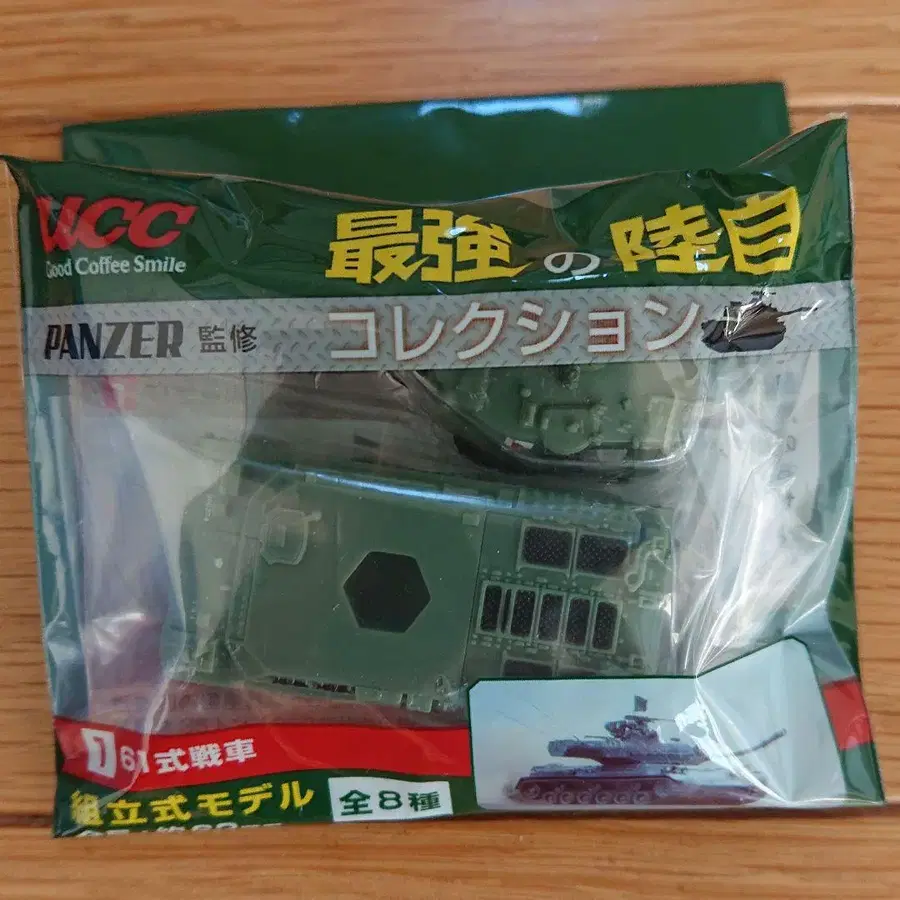 UCC
Good Coffee Smile
最強の陸自
PANZER 監修
コレクション
1 61式戦車
組立式モデル
全8種